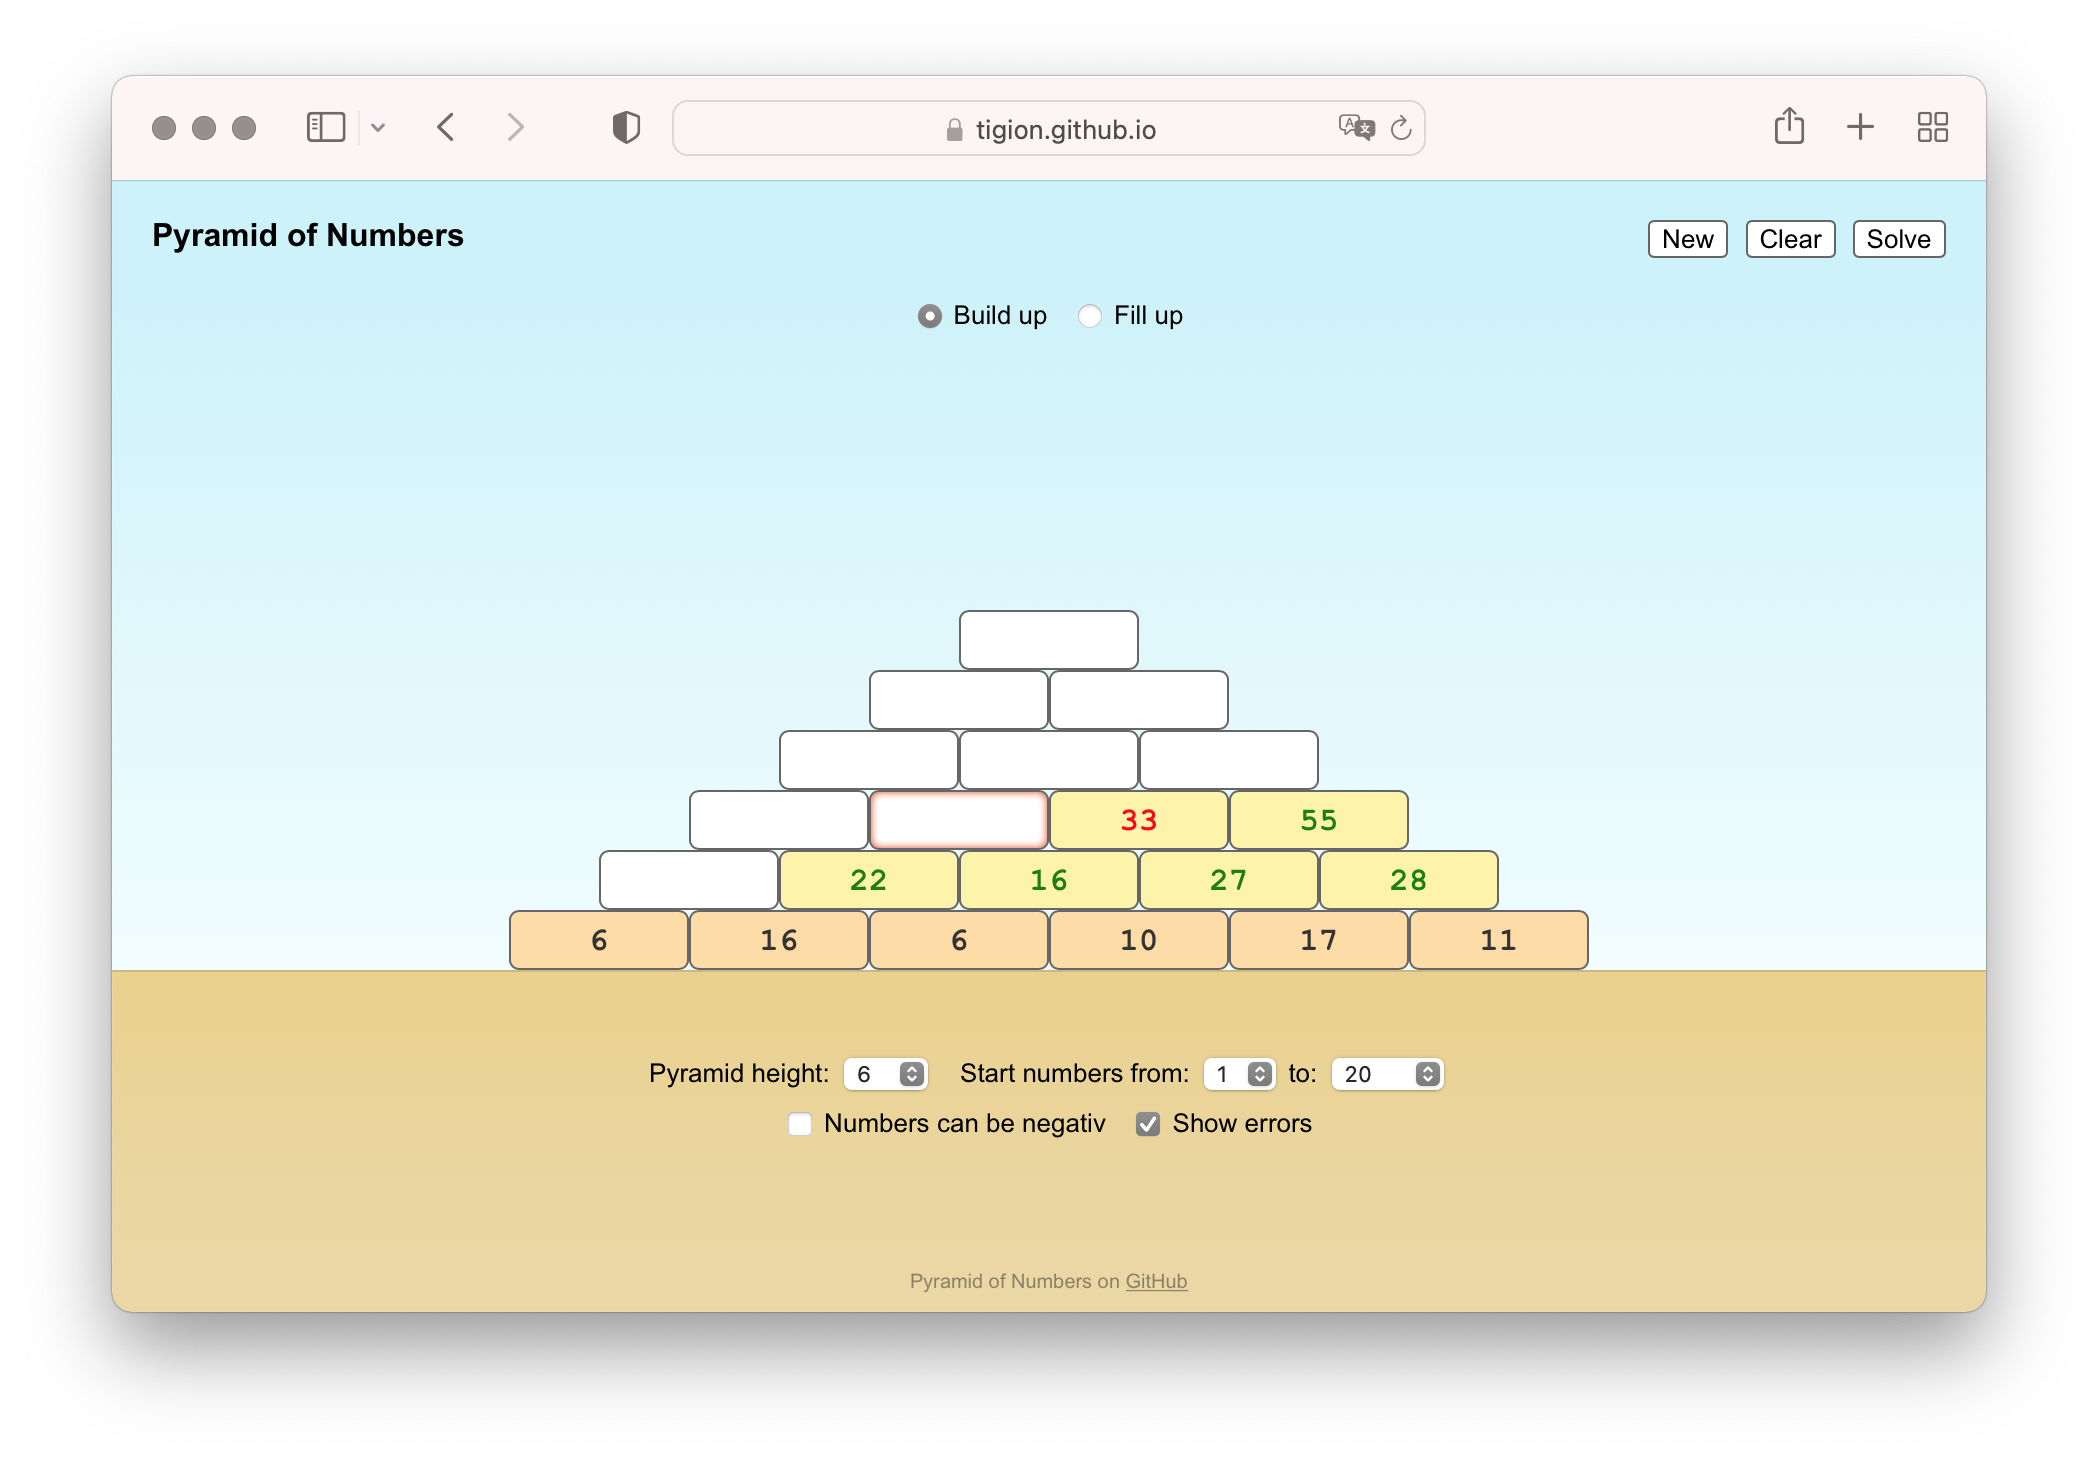 tigion.github.io
Pyramid of Numbers
New Clear Solve
Build up Fill up
33 55
22 16 27 28
6 16 6 10 17 11
Pyramid height: 6 Start numbers from: 1 to: 20
Numbers can be negativ Show errors
Pyramid of Numbers on GitHub